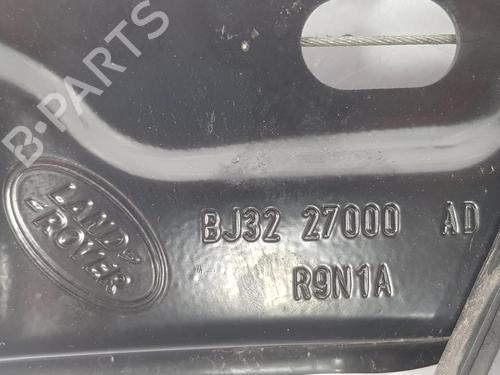 B-PARTS
LAND
ROVER
BJ32 27000 AD
R9N1A